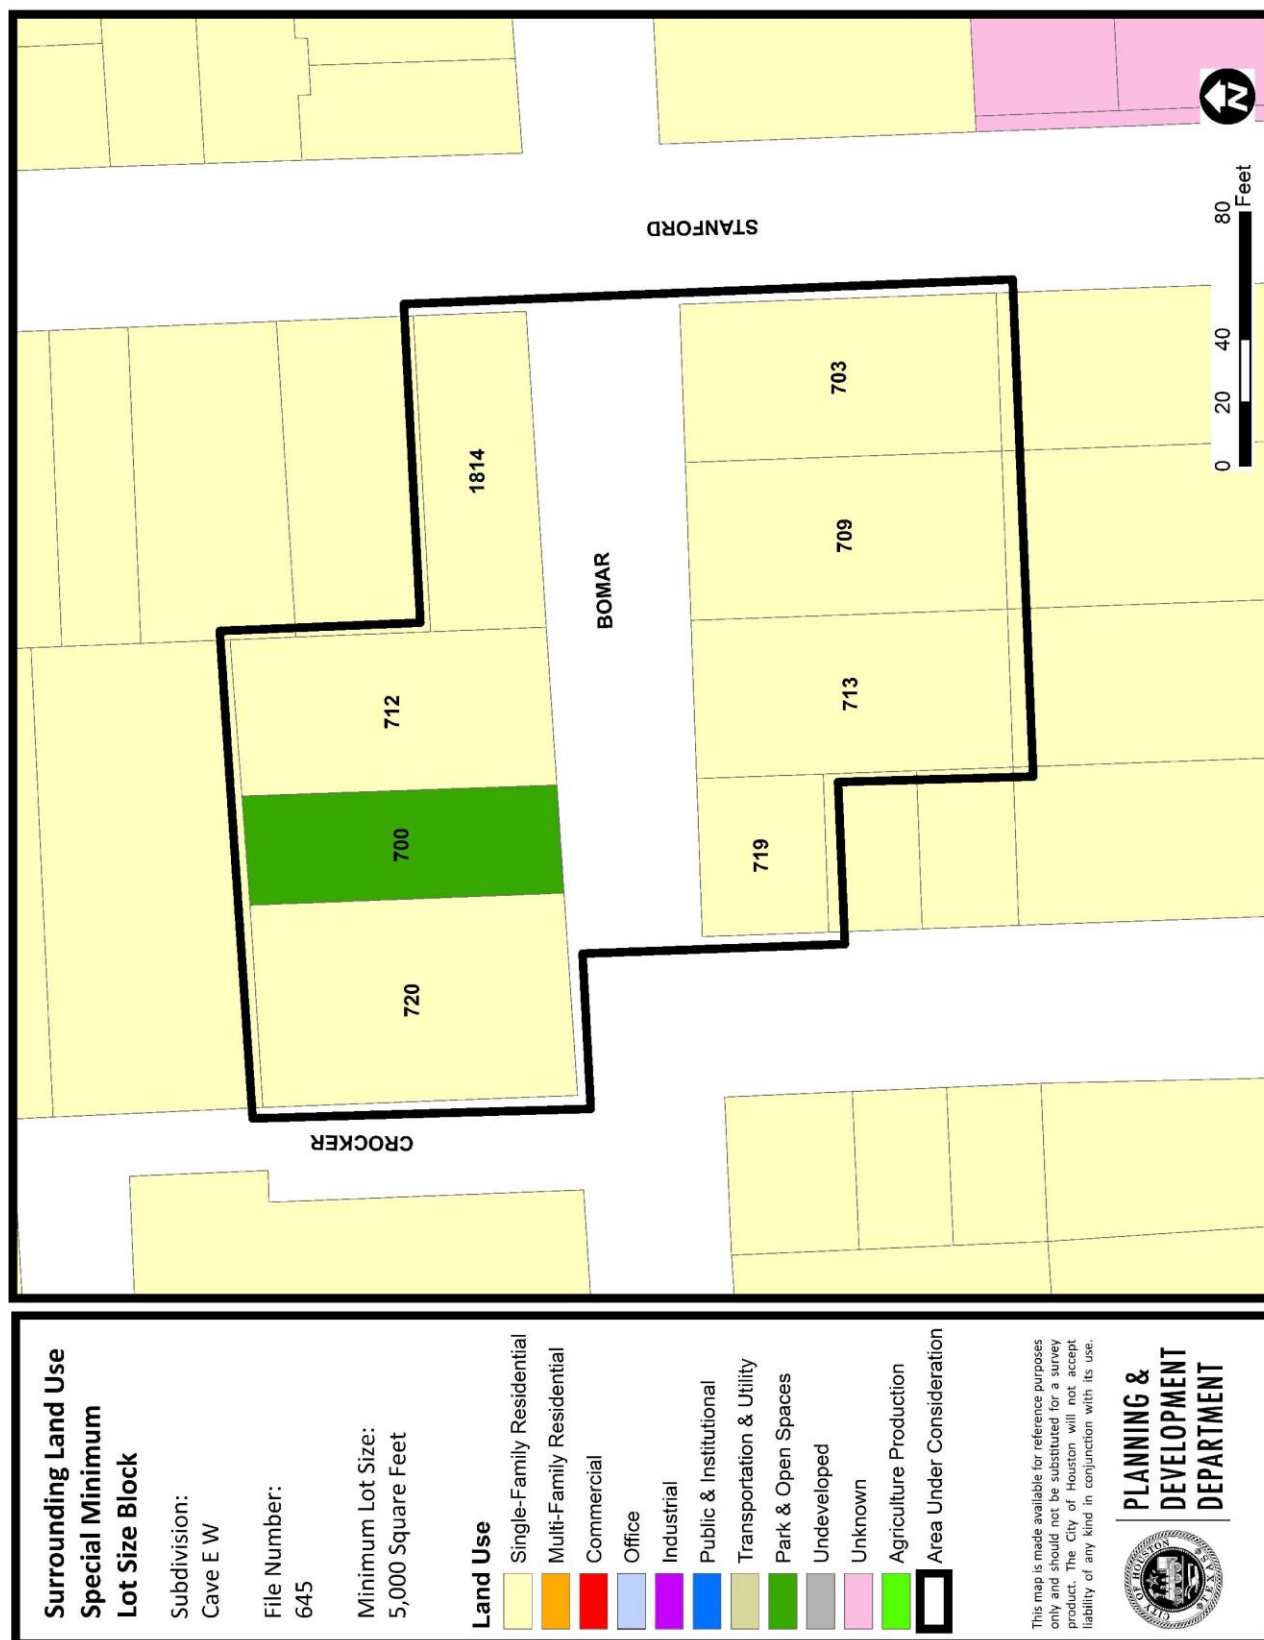 Surrounding Land Use
Special Minimum
Lot Size Block
Subdivision:
Cave E W
File Number:
645
Minimum Lot Size:
5,000 Square Feet
Land Use
Single-Family Residential
Multi-Family Residential
Commercial
Office
Industrial
Public & Institutional
Transportation & Utility
Park & Open Spaces
Undeveloped
Unknown
Agriculture Production
Area Under Consideration
This map is made available for reference purposes
only and should not be substituted for a survey
product. The City of Houston will not accept
liability of any kind in conjunction with its use.
CITY OF HOUSTON
TEXAS
PLANNING &
DEVELOPMENT
DEPARTMENT
CROCKER
720
700
712
1814
BOMAR
719
713
709
703
STANFORD
N
0 20 40 80
Feet